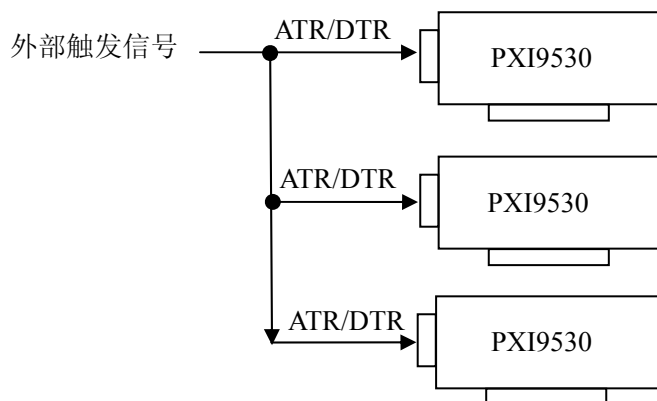 外部触发信号
ATR/DTR
PXI9530
ATR/DTR
PXI9530
ATR/DTR
PXI9530